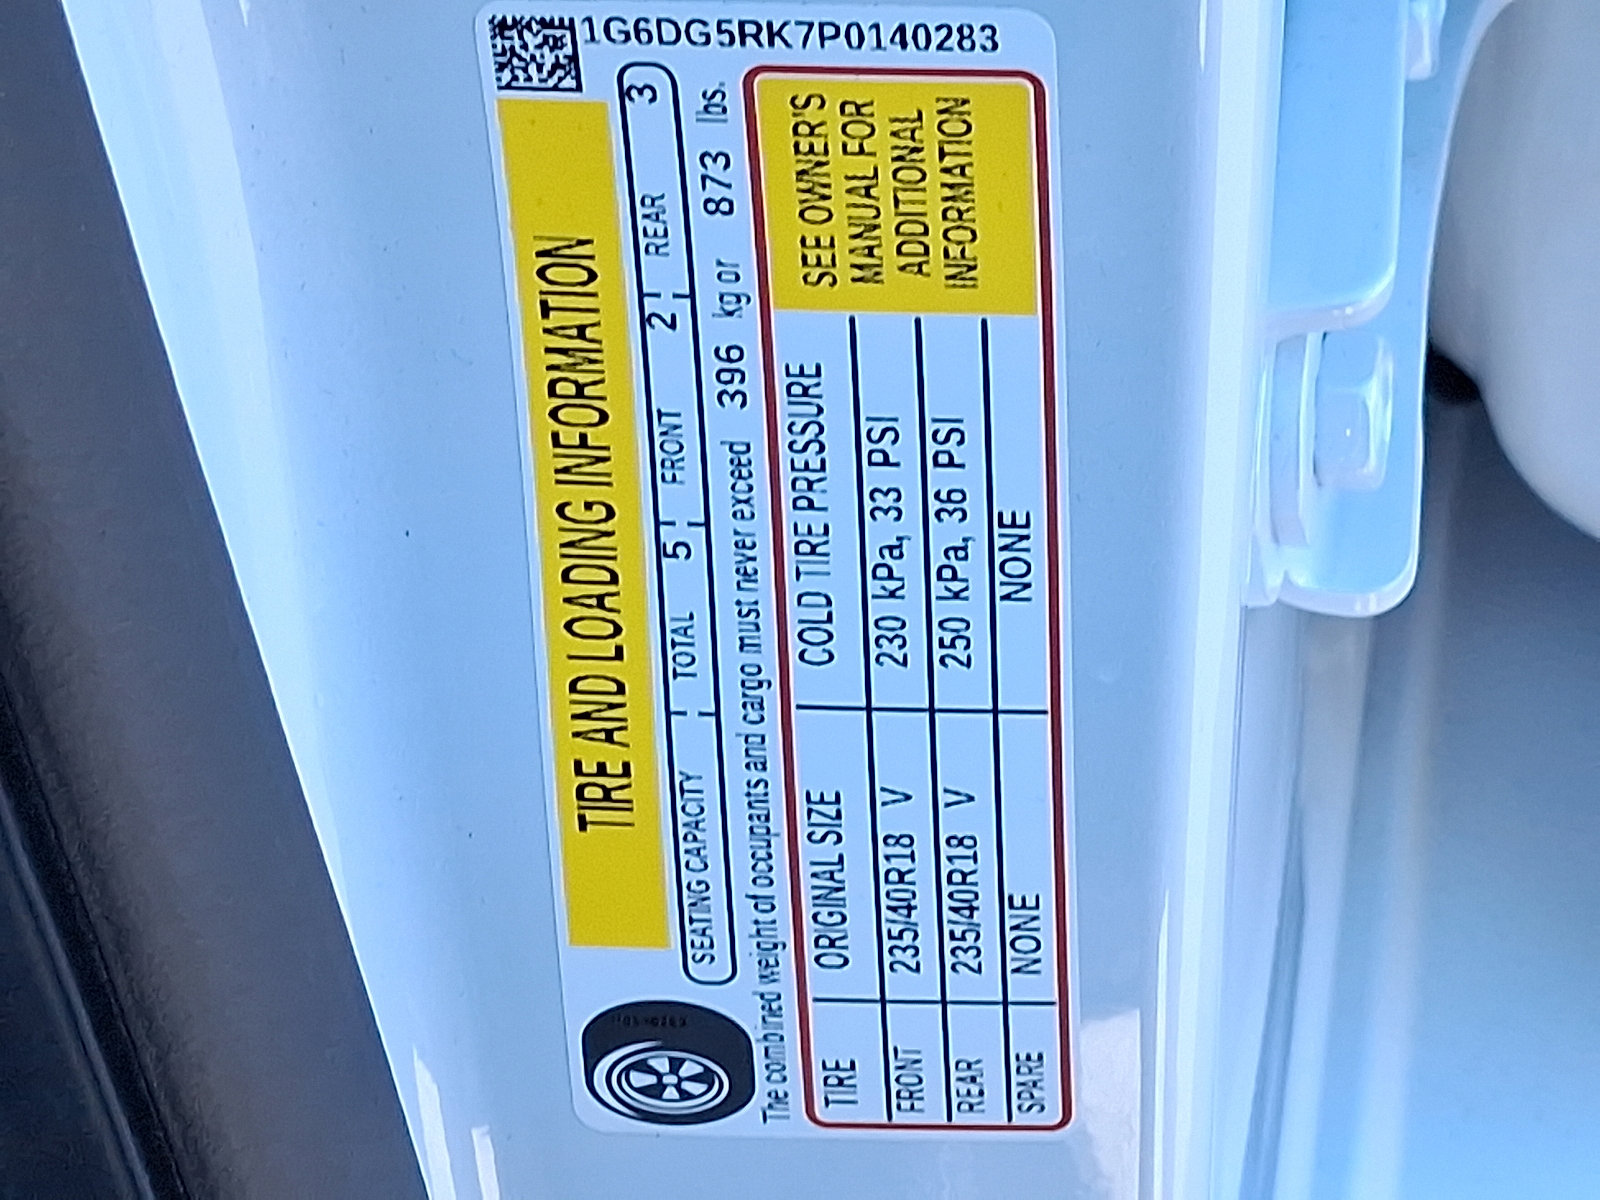 1G6DG5RK7P0140283
TIRE AND LOADING INFORMATION
SEATING CAPACITY TOTAL 5 FRONT 2 REAR 3
The combined weight of occupants and cargo must never exceed 396 kg or 873 lbs.
TIRE ORIGINAL SIZE COLD TIRE PRESSURE
FRONT 235/40R18 V 230 kPa, 33 PSI
REAR 235/40R18 V 250 kPa, 36 PSI
SPARE NONE NONE
SEE OWNER'S
MANUAL FOR
ADDITIONAL
INFORMATION